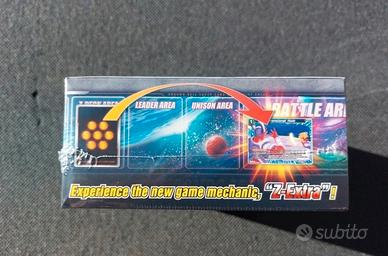 LEADER AREA
UNISON AREA
BATTLE AR
Experience the new game mechanic, "Z-Extra"!
subito